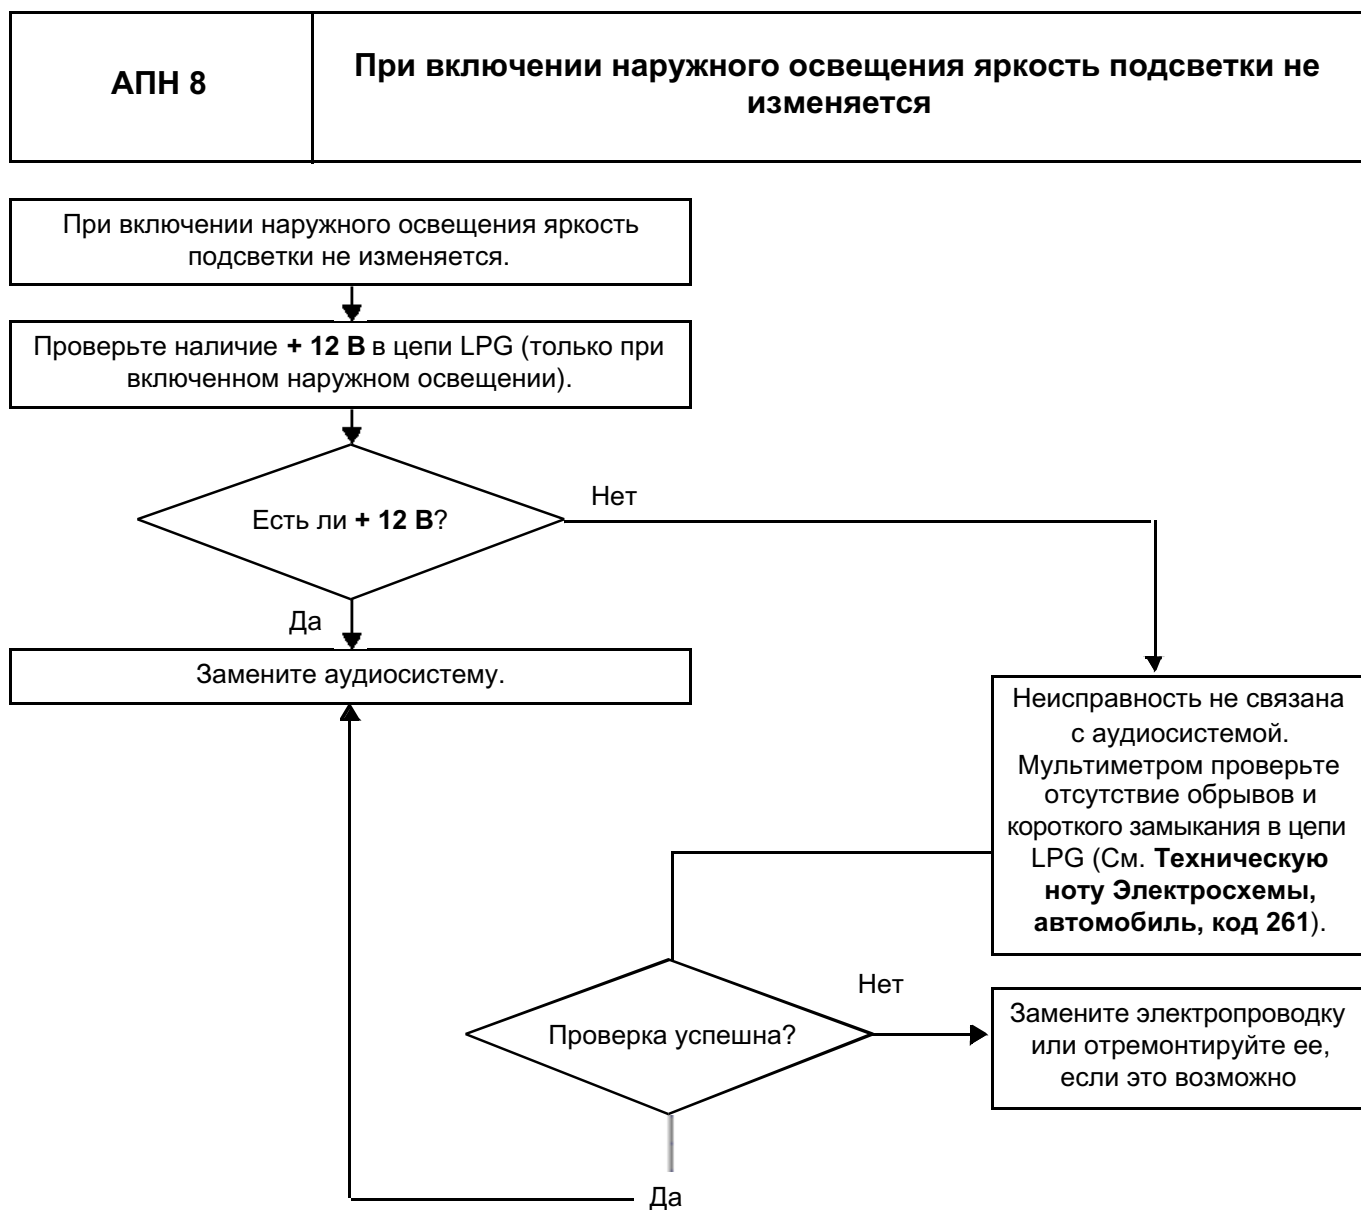 АПН 8
При включении наружного освещения яркость подсветки не
изменяется
При включении наружного освещения яркость
подсветки не изменяется.
Проверьте наличие + 12 В в цепи LPG (только при
включенном наружном освещении).
Есть ли + 12 В?
Нет
Да
Замените аудиосистему.
Неисправность не связана
с аудиосистемой.
Мультиметром проверьте
отсутствие обрывов и
короткого замыкания в цепи
LPG (См. Техническую
ноту Электросхемы,
автомобиль, код 261).
Проверка успешна?
Нет
Замените электропроводку
или отремонтируйте ее,
если это возможно
Да